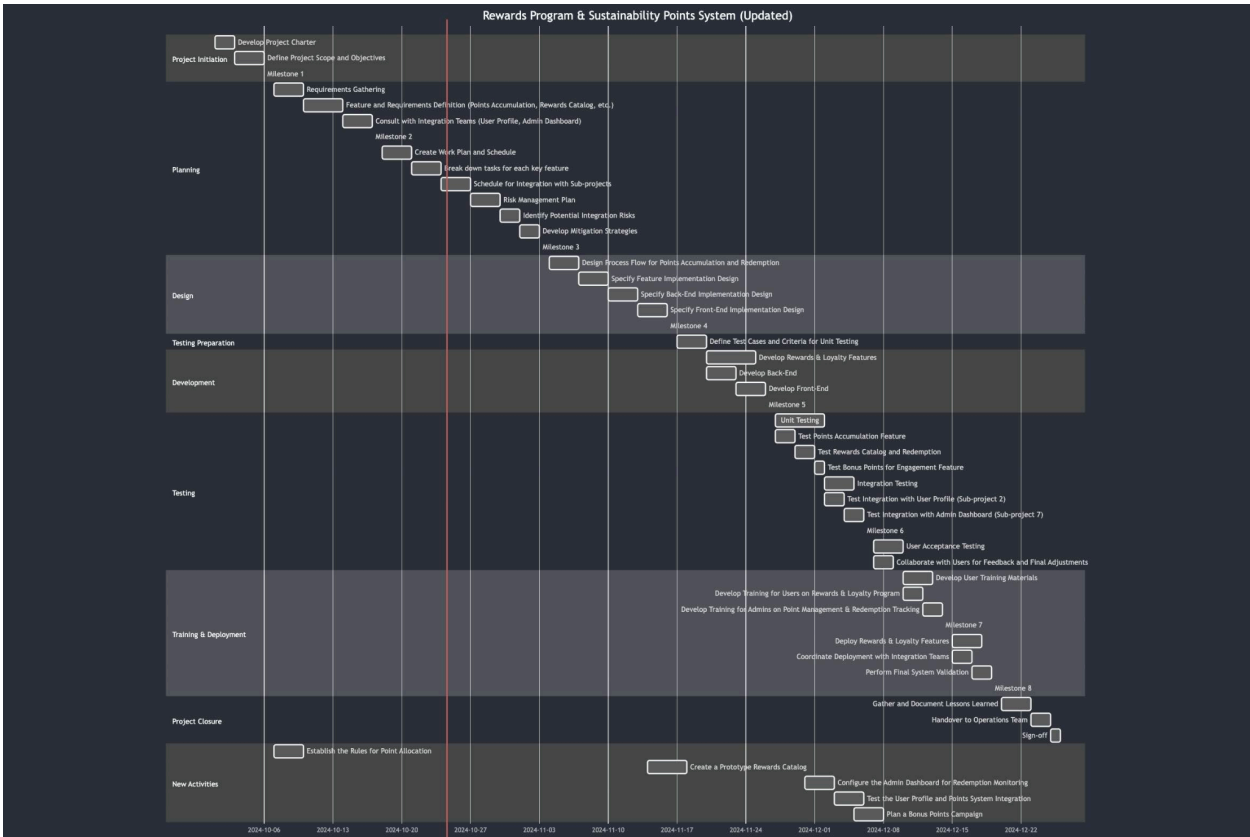 Rewards Program & Sustainability Points System (Updated)
Develop Project Charter
Project Initiation
Define Project Scope and Objectives
Milestone 1
Requirements Gathering
Feature and Requirements Definition (Points Accumulation, Rewards Catalog, etc.)
Consult with Integration Teams (User Profile, Admin Dashboard)
Milestone 2
Create Work Plan and Schedule
Planning
Break down tasks for each key feature
Schedule for Integration with Sub-projects
Risk Management Plan
Identify Potential Integration Risks
Develop Mitigation Strategies
Milestone 3
Design Process Flow for Points Accumulation and Redemption
Specify Feature Implementation Design
Design
Specify Back-End Implementation Design
Specify Front-End Implementation Design
Milestone 4
Testing Preparation
Define Test Cases and Criteria for Unit Testing
Develop Rewards & Loyalty Features
Development
Develop Back-End
Develop Front-End
Milestone 5
Unit Testing
Test Points Accumulation Feature
Test Rewards Catalog and Redemption
Test Bonus Points for Engagement Feature
Integration Testing
Testing
Test Integration with User Profile (Sub-project 2)
Test Integration with Admin Dashboard (Sub-project 7)
Milestone 6
User Acceptance Testing
Collaborate with Users for Feedback and Final Adjustments
Develop User Training Materials
Develop Training for Users on Rewards & Loyalty Program
Develop Training for Admins on Point Management & Redemption Tracking
Milestone 7
Training & Deployment
Deploy Rewards & Loyalty Features
Coordinate Deployment with Integration Teams
Perform Final System Validation
Milestone 8
Gather and Document Lessons Learned
Project Closure
Handover to Operations Team
Sign-off
Establish the Rules for Point Allocation
Create a Prototype Rewards Catalog
New Activities
Configure the Admin Dashboard for Redemption Monitoring
Test the User Profile and Points System Integration
Plan a Bonus Points Campaign
2024-10-06 2024-10-13 2024-10-20 2024-10-27 2024-11-03 2024-11-10 2024-11-17 2024-11-24 2024-12-01 2024-12-08 2024-12-15 2024-12-22